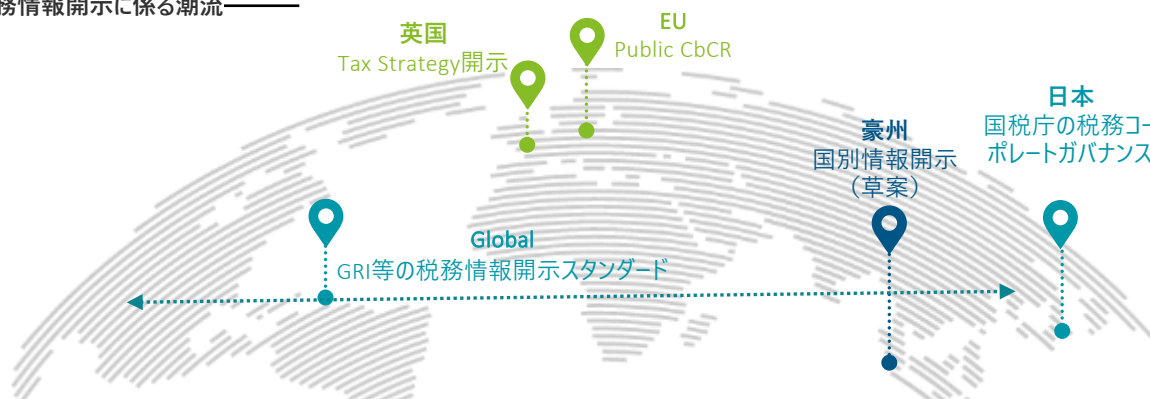 務情報開示に係る潮流
英国
Tax Strategy開示
EU
Public CbCR
日本
国税庁の税務コー
ポレートガバナンス
豪州
国別情報開示
（草案）
Global
GRI等の税務情報開示スタンダード